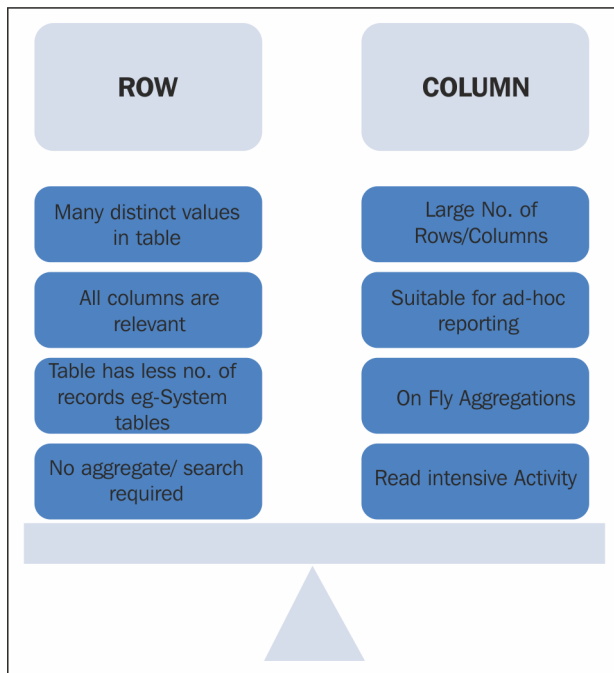 ROW
Many distinct values
in table
All columns are
relevant
Table has less no. of
records eg-System
tables
No aggregate/ search
required
COLUMN
Large No. of
Rows/Columns
Suitable for ad-hoc
reporting
On Fly Aggregations
Read intensive Activity